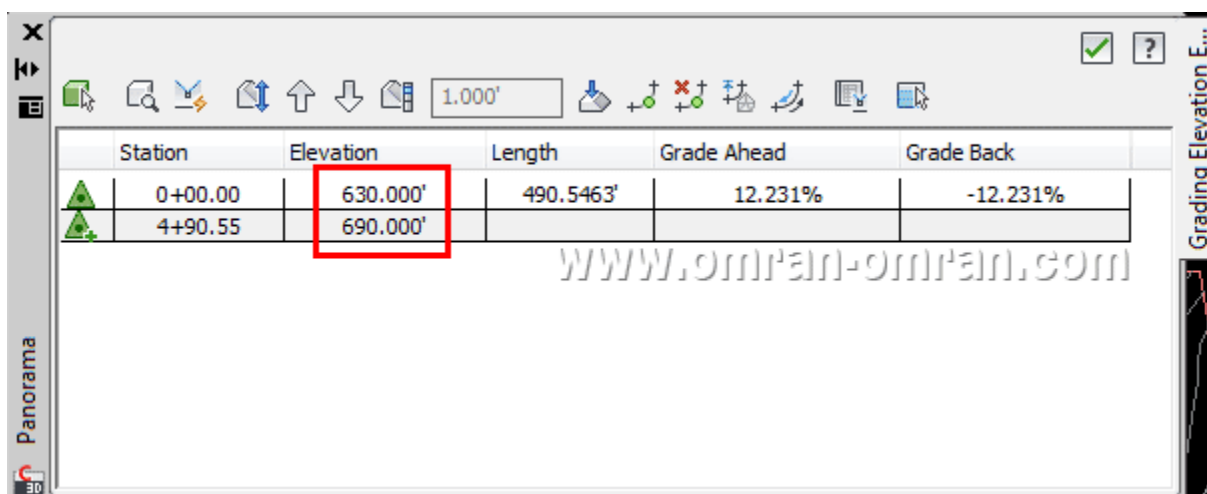 1.000'
Station Elevation Length Grade Ahead Grade Back
0+00.00 630.000' 490.5463' 12.231% -12.231%
4+90.55 690.000'
www.omran-omran.com
Panorama
Grading Elevation E...
?
3D